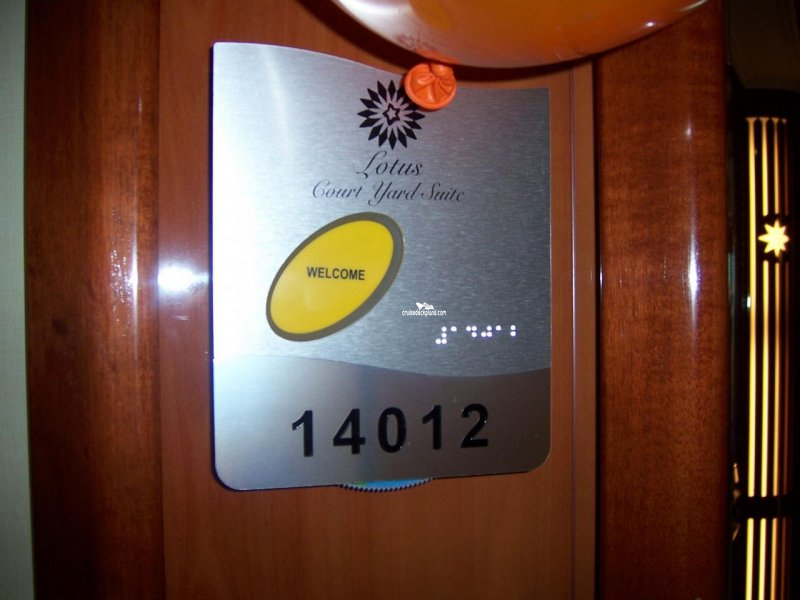 Lotus
Court Yard Suite
WELCOME
cruisedeckplans.com
⠼⠁⠙⠚⠁⠃
14012